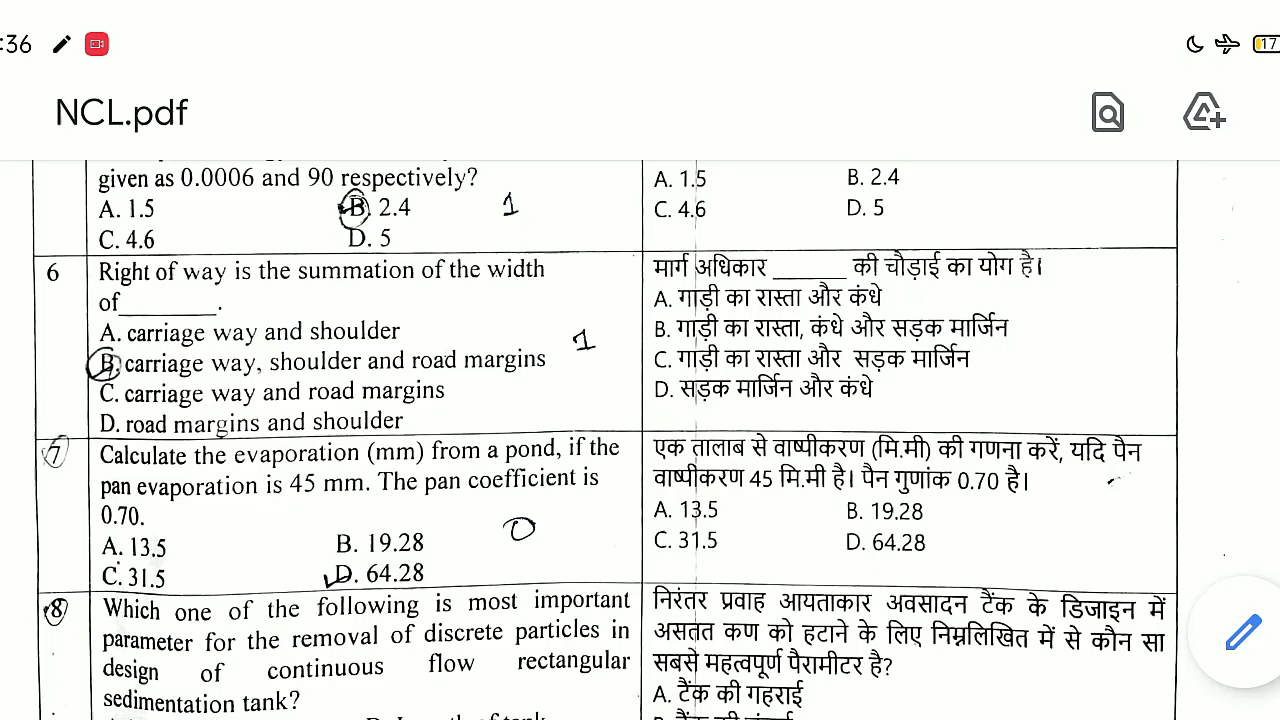 :36
17
NCL.pdf
given as 0.0006 and 90 respectively?
A. 1.5 B. 2.4 1
C. 4.6 D. 5
A. 1.5 B. 2.4
C. 4.6 D. 5
6 Right of way is the summation of the width
of________.
A. carriage way and shoulder
B. carriage way, shoulder and road margins 1
C. carriage way and road margins
D. road margins and shoulder
मार्ग अधिकार ______ की चौड़ाई का योग है।
A. गाड़ी का रास्ता और कंधे
B. गाड़ी का रास्ता, कंधे और सड़क मार्जिन
C. गाड़ी का रास्ता और सड़क मार्जिन
D. सड़क मार्जिन और कंधे
7 Calculate the evaporation (mm) from a pond, if the
pan evaporation is 45 mm. The pan coefficient is
0.70.
A. 13.5 B. 19.28 0
C. 31.5 D. 64.28
एक तालाब से वाष्पीकरण (मि.मी) की गणना करें, यदि पैन
वाष्पीकरण 45 मि.मी है। पैन गुणांक 0.70 है।
A. 13.5 B. 19.28
C. 31.5 D. 64.28
8 Which one of the following is most important
parameter for the removal of discrete particles in
design of continuous flow rectangular
sedimentation tank?
निरंतर प्रवाह आयताकार अवसादन टैंक के डिजाइन में
असतत कण को हटाने के लिए निम्नलिखित में से कौन सा
सबसे महत्वपूर्ण पैरामीटर है?
A. टैंक की गहराई